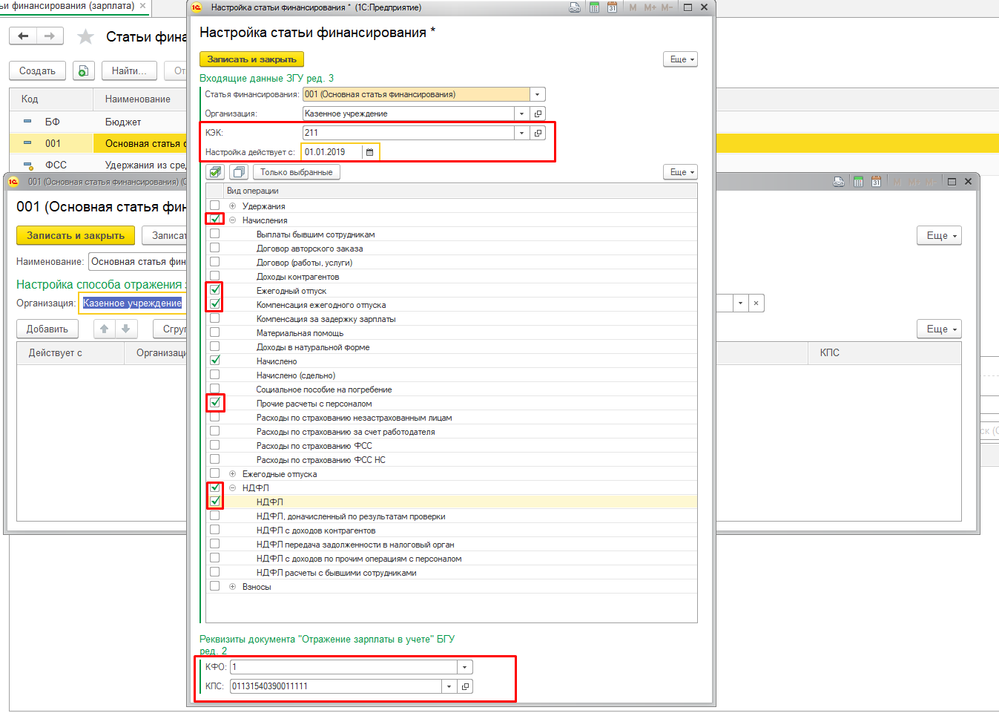 ьи финансирования (зарплата) ×
Настройка статьи финансирования * (1С:Предприятие)
M M+ M-
Статьи фина
Настройка статьи финансирования *
Записать и закрыть
Еще
Создать
Найти...
От
Входящие данные ЗГУ ред. 3
Статья финансирования: 001 (Основная статья финансирования)
Код
Наименование
Организация: Казенное учреждение
БФ
Бюджет
КЭК: 211
001
Основная статья ф
Настройка действует с: 01.01.2019
ФСС
Удержания из сре
Только выбранные
Еще
001 (Основная статья финансирования) (С
M M+ M-
Вид операции
001 (Основная статья фин
Удержания
Начисления
Записать и закрыть
Записат
Еще
Выплаты бывшим сотрудникам
Договор авторского заказа
Наименование: Основная статья фин
Договор (работы, услуги)
Доходы контрагентов
Настройка способа отражения з
Ежегодный отпуск
Организация: Казенное учреждение
Компенсация ежегодного отпуска
Компенсация за задержку зарплаты
Добавить
Сгруп
Еще
Материальная помощь
Доходы в натуральной форме
Действует с
Организаци
КПС
Начислено
Начислено (сдельно)
Социальное пособие на погребение
Прочие расчеты с персоналом
Расходы по страхованию незастрахованным лицам
Расходы по страхованию за счет работодателя
ск (С
Расходы по страхованию ФСС
Расходы по страхованию ФСС НС
Ежегодные отпуска
НДФЛ
НДФЛ
НДФЛ, доначисленный по результатам проверки
НДФЛ с доходов контрагентов
НДФЛ передача задолженности в налоговый орган
НДФЛ с доходов по прочим операциям с персоналом
НДФЛ расчеты с бывшими сотрудниками
Взносы
Реквизиты документа "Отражение зарплаты в учете" БГУ
ред. 2
КФО: 1
КПС: 01131540390011111